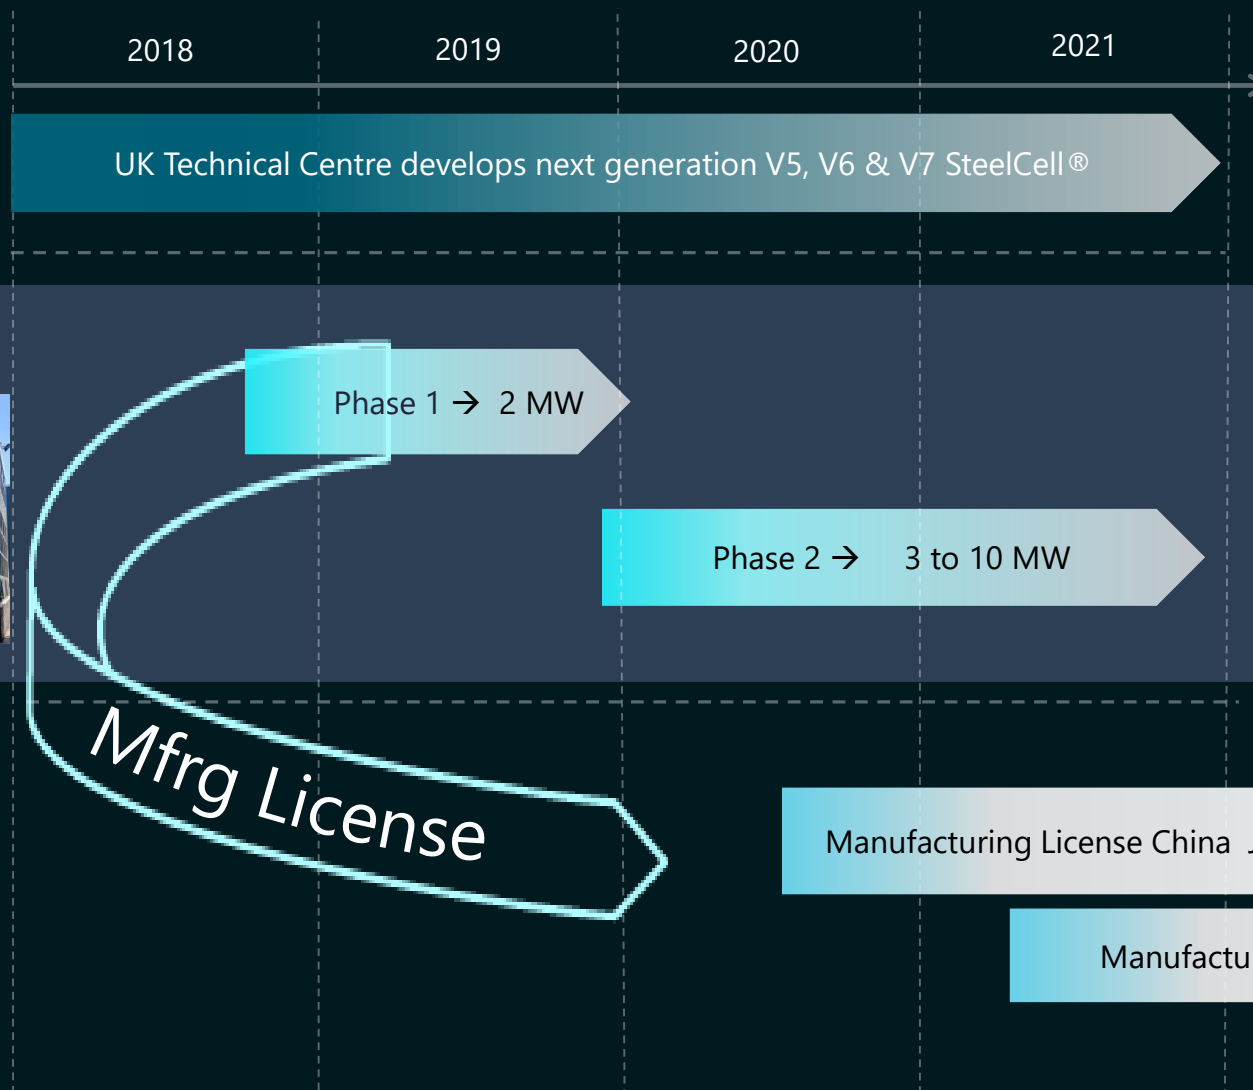 2018 2019 2020 2021
UK Technical Centre develops next generation V5, V6 & V7 SteelCell®
Phase 1 → 2 MW
Phase 2 → 3 to 10 MW
Mfrg License
Manufacturing License China